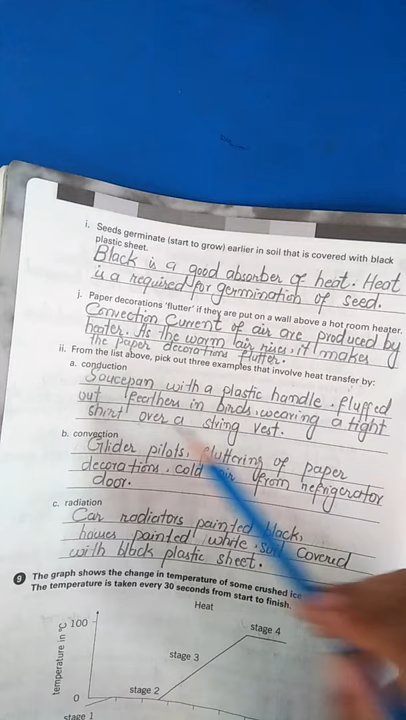 i. Seeds germinate (start to grow) earlier in soil that is covered with black
plastic sheet.
Black is a good absorber of heat. Heat
is a required for germination of seed.
j. Paper decorations 'flutter' if they are put on a wall above a hot room heater.
Convection Current of air are produced by
heater. As the warm air rises, it makes
the paper decorations flutter.
ii. From the list above, pick out three examples that involve heat transfer by:
a. conduction
Saucepan with a plastic handle. fluffed
out feathers in birds, wearing a tight
shirt over a string vest.
b. convection
Glider pilots, fluttering of paper
decorations, cold air from refrigerator
door.
c. radiation
Car radiators painted black,
houses painted white. soil covered
with black plastic sheet.
9 The graph shows the change in temperature of some crushed ice
The temperature is taken every 30 seconds from start to finish.
Heat
temperature in °C
100
stage 4
stage 3
stage 2
0
stage 1